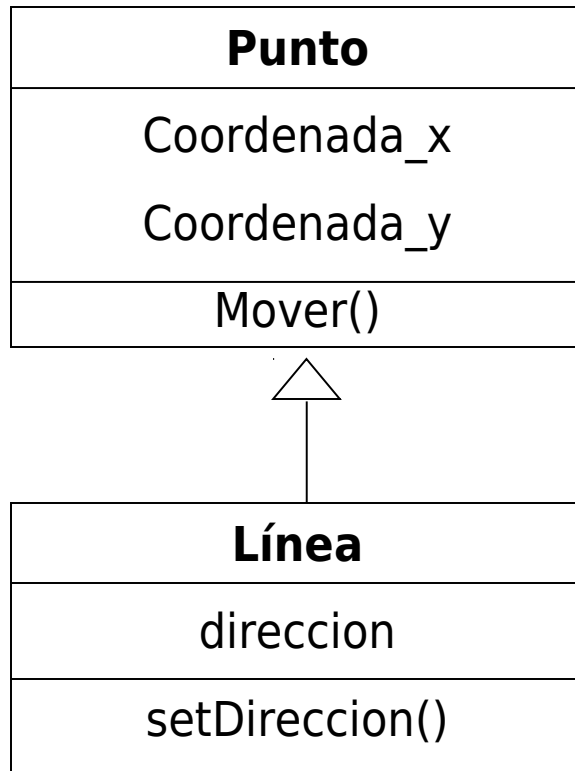 Punto
Coordenada_x
Coordenada_y
Mover()
Línea
direccion
setDireccion()